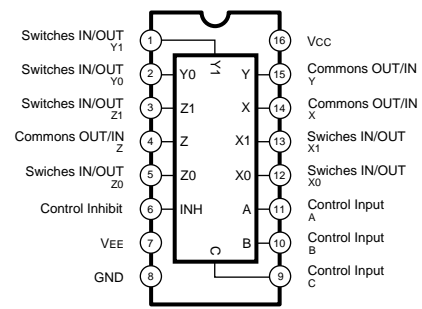 Switches IN/OUT
Y1
1
Switches IN/OUT
Y0
2
Switches IN/OUT
Z1
3
Commons OUT/IN
Z
4
Swiches IN/OUT
Z0
5
Control Inhibit
6
VEE
7
GND
8
Y1
Y0
Z1
Z
Z0
INH
C
Y
X
X1
X0
A
B
16
VCC
15
Commons OUT/IN
Y
14
Commons OUT/IN
X
13
Swiches IN/OUT
X1
12
Swiches IN/OUT
X0
11
Control Input
A
10
Control Input
B
9
Control Input
C